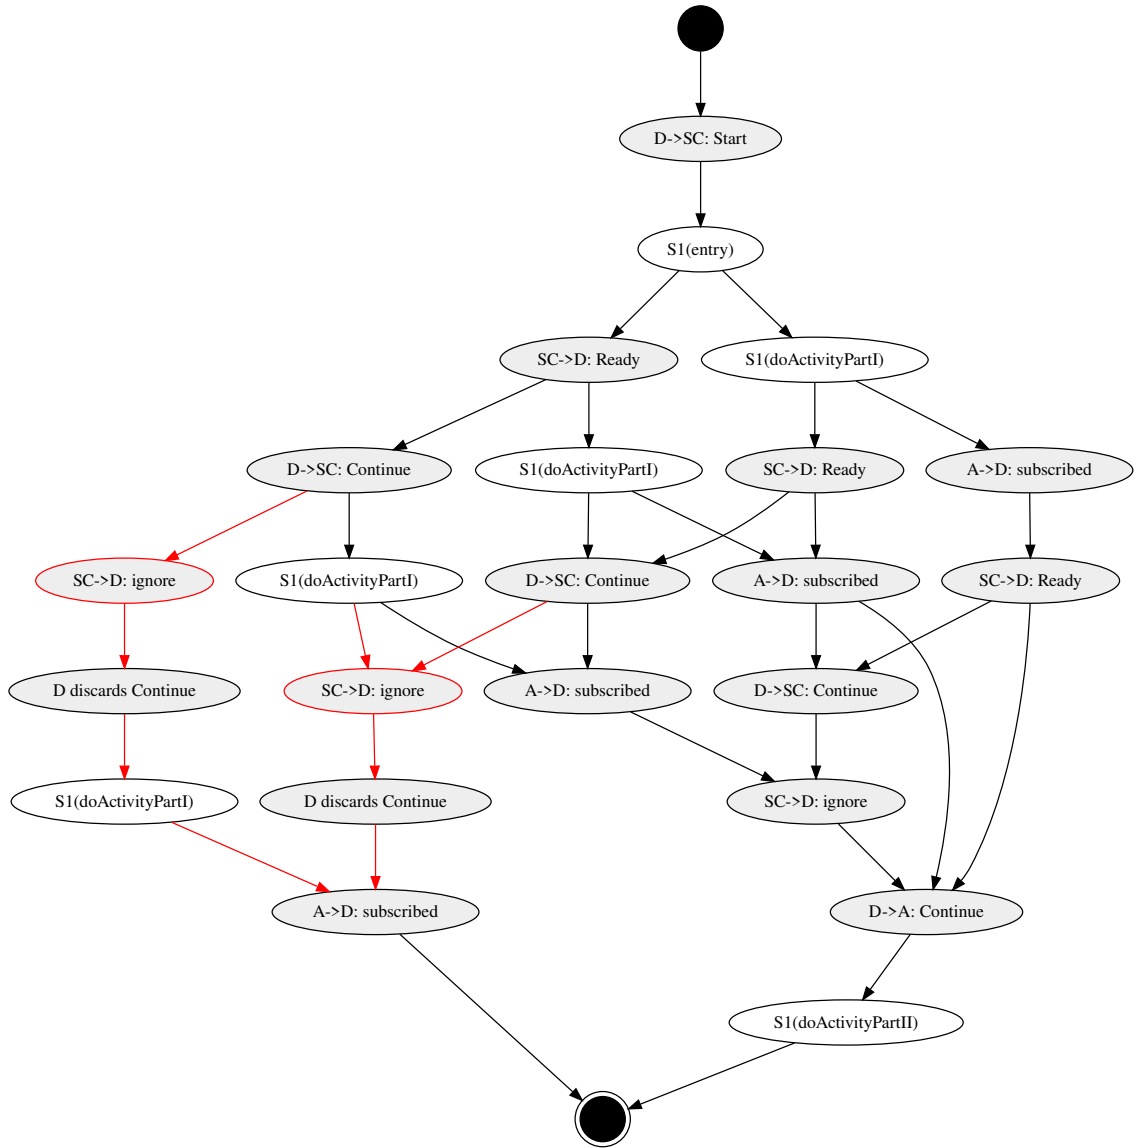 D->SC: Start
S1(entry)
SC->D: Ready
S1(doActivityPartI)
D->SC: Continue
S1(doActivityPartI)
SC->D: Ready
A->D: subscribed
SC->D: ignore
S1(doActivityPartI)
D->SC: Continue
A->D: subscribed
SC->D: Ready
D discards Continue
SC->D: ignore
A->D: subscribed
D->SC: Continue
S1(doActivityPartI)
D discards Continue
SC->D: ignore
A->D: subscribed
D->A: Continue
S1(doActivityPartII)